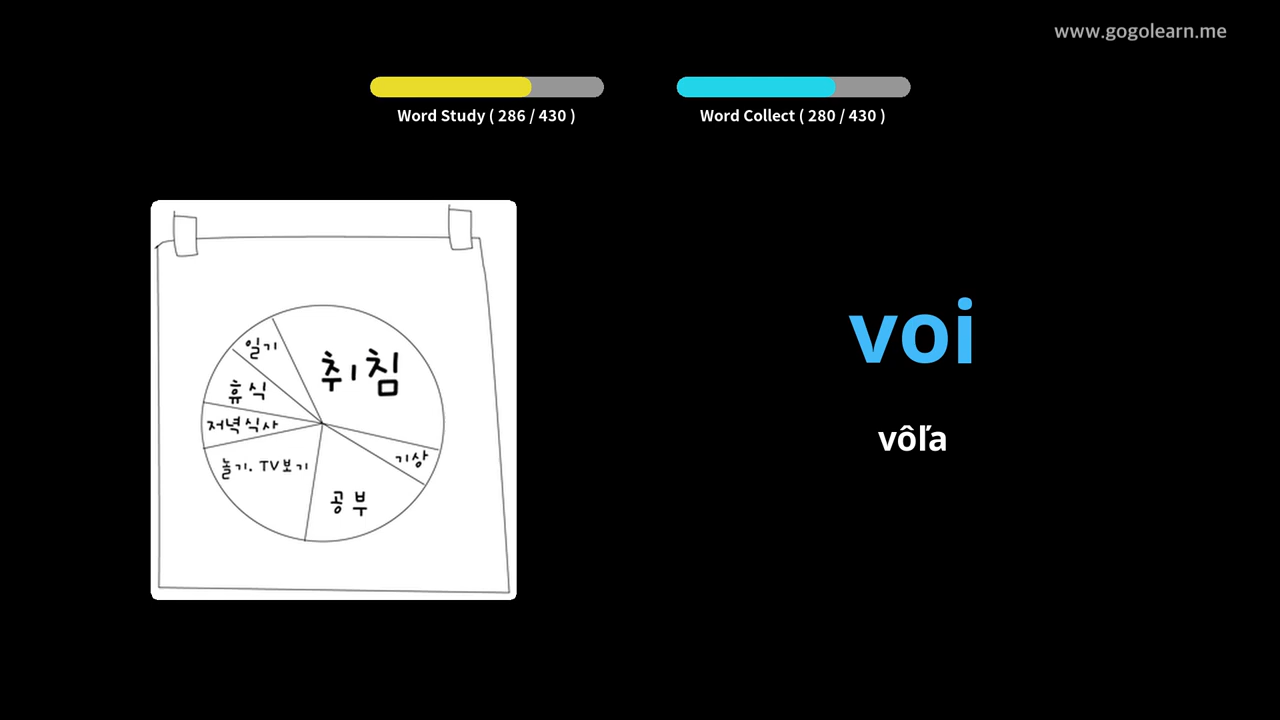 www.gogolearn.me
Word Study ( 286 / 430 )
Word Collect ( 280 / 430 )
일기
취침
휴식
저녁식사
놀기. TV보기
기상
공부
voi
vôľa